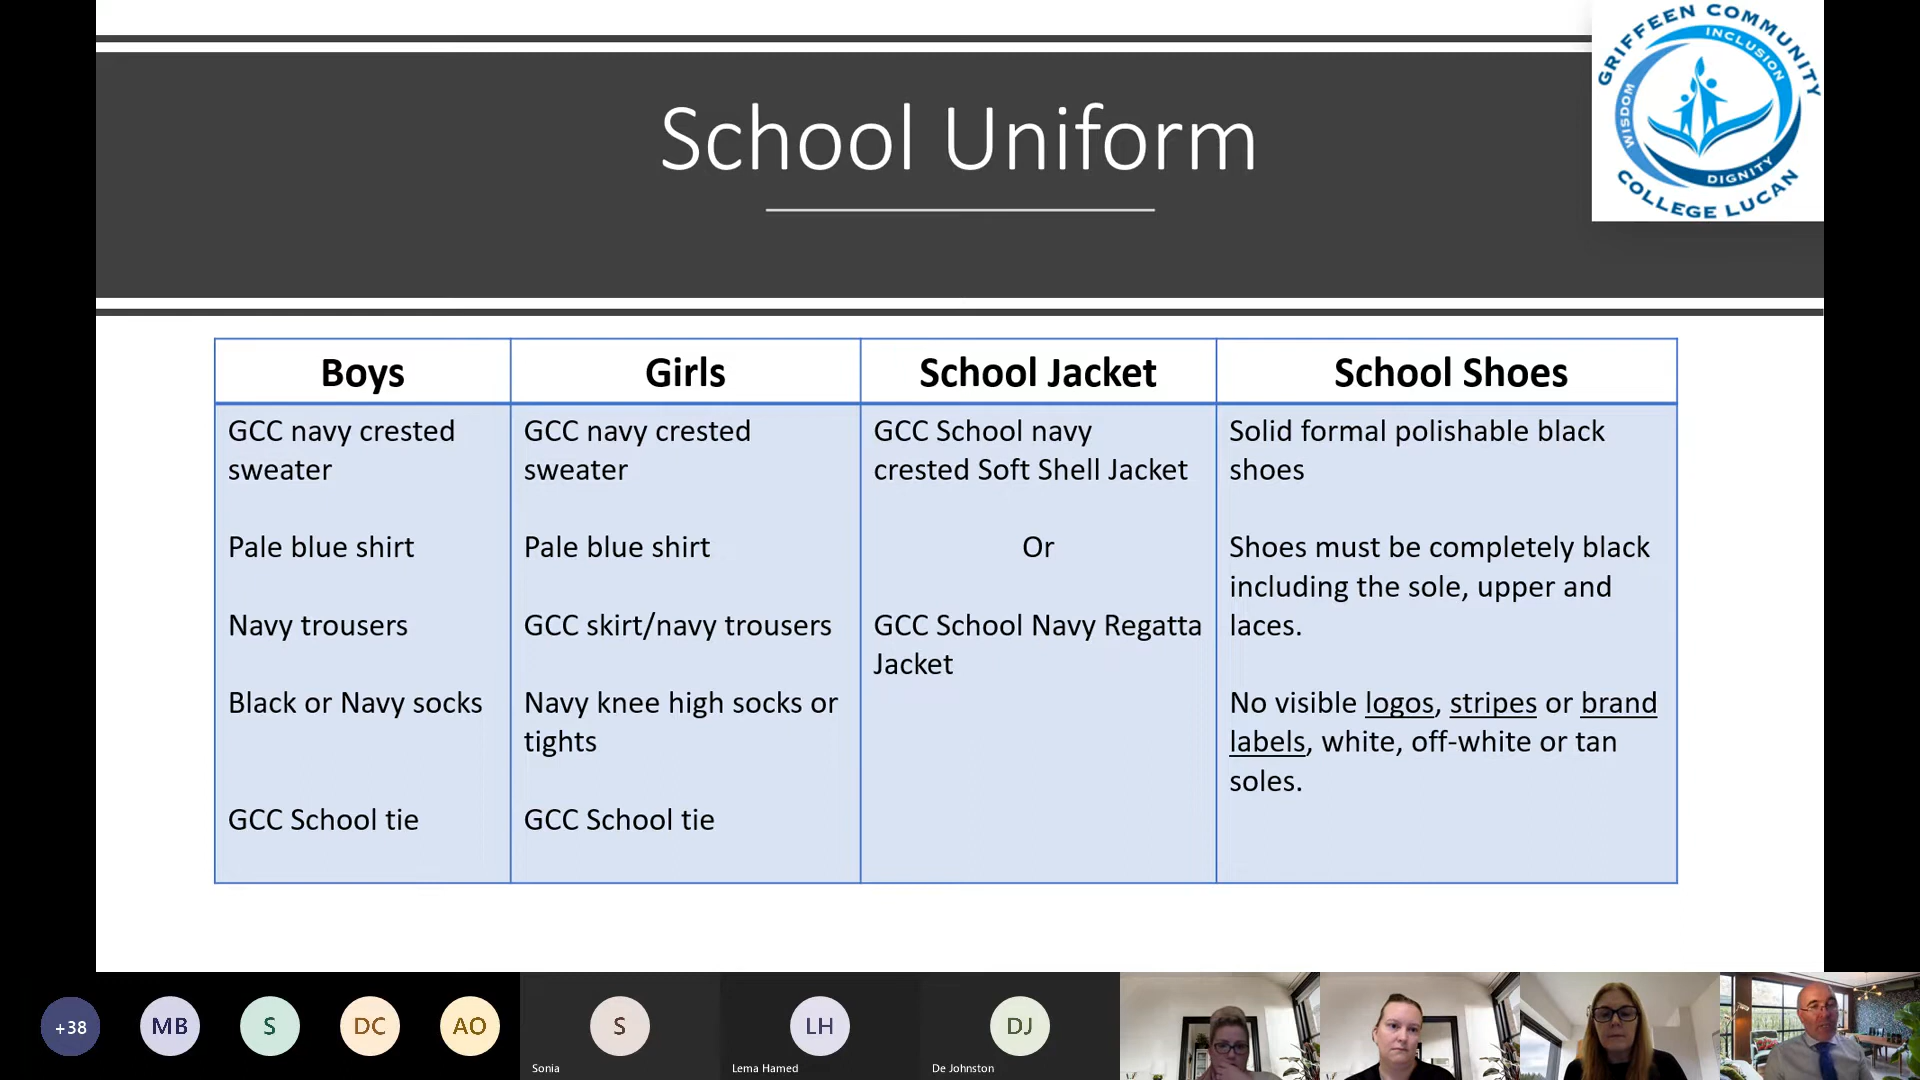 School Uniform
GRIFFEEN COMMUNITY
INCLUSION
WISDOM
DIGNITY
COLLEGE LUCAN
Boys
Girls
School Jacket
School Shoes
GCC navy crested
sweater
Pale blue shirt
Navy trousers
Black or Navy socks
GCC School tie
GCC navy crested
sweater
Pale blue shirt
GCC skirt/navy trousers
Navy knee high socks or
tights
GCC School tie
GCC School navy
crested Soft Shell Jacket
Or
GCC School Navy Regatta
Jacket
Solid formal polishable black
shoes
Shoes must be completely black
including the sole, upper and
laces.
No visible logos, stripes or brand
labels, white, off-white or tan
soles.
+38
MB
S
DC
AO
S
Sonia
LH
Lema Hamed
DJ
De Johnston